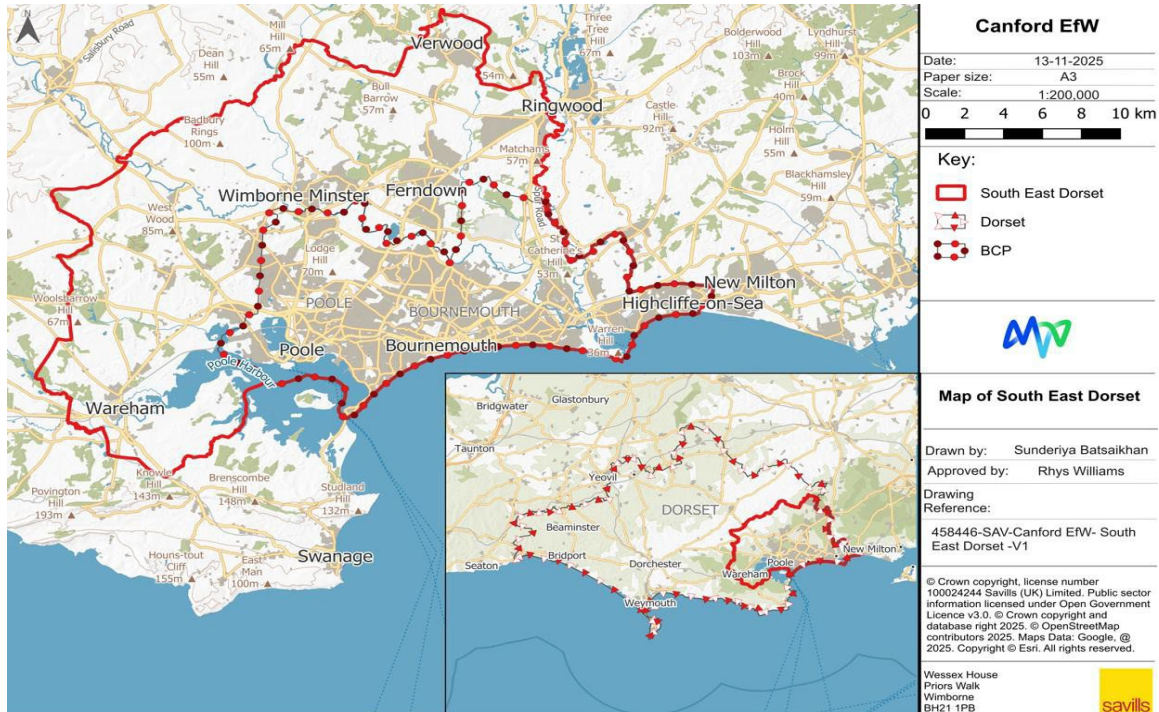 N
Salisbury Road
Mill
Hill
65m
Dean
Hill
55m
Verwood
54m
Bull
Barrow
57m
Three
Tree
Hill
67m
Bolderwood
Hill
103m
Lyndhurst
Hill
99m
Brock
Hill
40m
Ringwood
Castle
Hill
92m
Holm
Hill
55m
Badbury
Rings
100m
Matchams
57m
Blackhamsley
Hill
59m
Wimborne Minster
Ferndown
Spur Road
West
Wood
85m
Lodge
Hill
70m
St
Catherine's
Hill
53m
New Milton
Highcliffe-on-Sea
Woolsbarrow
Hill
67m
POOLE
BOURNEMOUTH
Warren
Hill
36m
Poole
Bournemouth
Poole Harbour
Wareham
Knowle
Hill
143m
Brenscombe
Hill
148m
Studland
Hill
132m
Povington
Hill
193m
Swanage
Houns-tout
Cliff
155m
East
Man
100m
Glastonbury
Bridgwater
Taunton
Yeovil
DORSET
Beaminster
Bridport
Dorchester
New Milton
Poole
Wareham
Seaton
Weymouth
Canford EfW
Date: 13-11-2025
Paper size: A3
Scale: 1:200,000
0 2 4 6 8 10 km
Key:
South East Dorset
Dorset
BCP
Map of South East Dorset
Drawn by: Sunderiya Batsaikhan
Approved by: Rhys Williams
Drawing
Reference:
458446-SAV-Canford EfW- South
East Dorset -V1
© Crown copyright, license number
100024244 Savills (UK) Limited. Public sector
information licensed under Open Government
Licence v3.0. © Crown copyright and
database right 2025. © OpenStreetMap
contributors 2025. Maps Data: Google, @
2025. Copyright © Esri. All rights reserved.
Wessex House
Priors Walk
Wimborne
BH21 1PB
savills